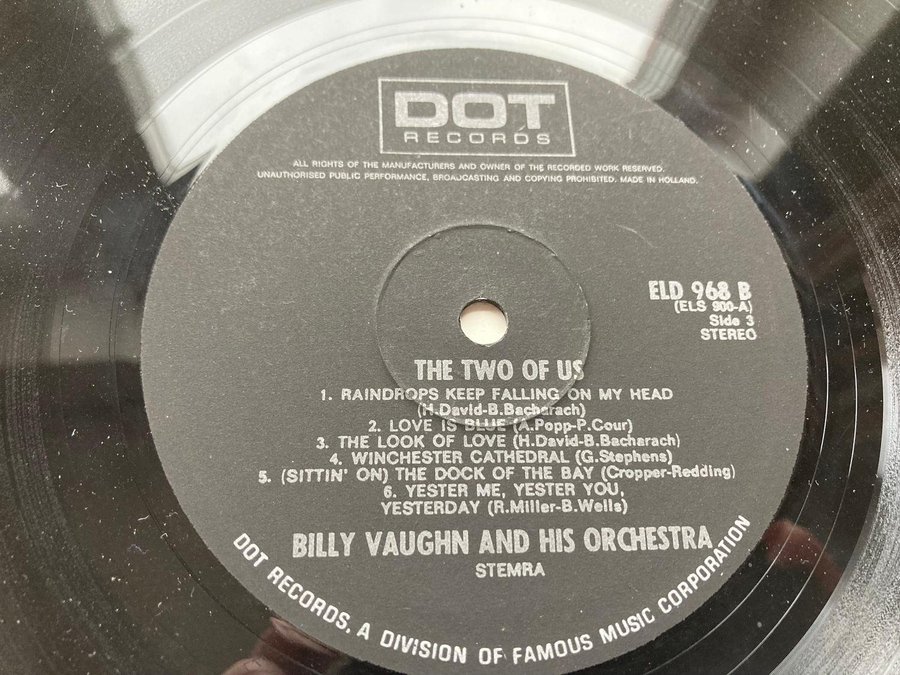 DOT
RECORDS
ALL RIGHTS OF THE MANUFACTURERS AND OWNER OF THE RECORDED WORK RESERVED.
UNAUTHORISED PUBLIC PERFORMANCE, BROADCASTING AND COPYING PROHIBITED. MADE IN HOLLAND.
ELD 968 B
(ELS 900-A)
Side 3
STEREO
THE TWO OF US
1. RAINDROPS KEEP FALLING ON MY HEAD
(H.David-B.Bacharach)
2. LOVE IS BLUE (A.Popp-P.Cour)
3. THE LOOK OF LOVE (H.David-B.Bacharach)
4. WINCHESTER CATHEDRAL (G.Stephens)
5. (SITTIN' ON) THE DOCK OF THE BAY (Cropper-Redding)
6. YESTER ME, YESTER YOU,
YESTERDAY (R.Miller-B.Wells)
BILLY VAUGHN AND HIS ORCHESTRA
STEMRA
DOT RECORDS, A DIVISION OF FAMOUS MUSIC CORPORATION